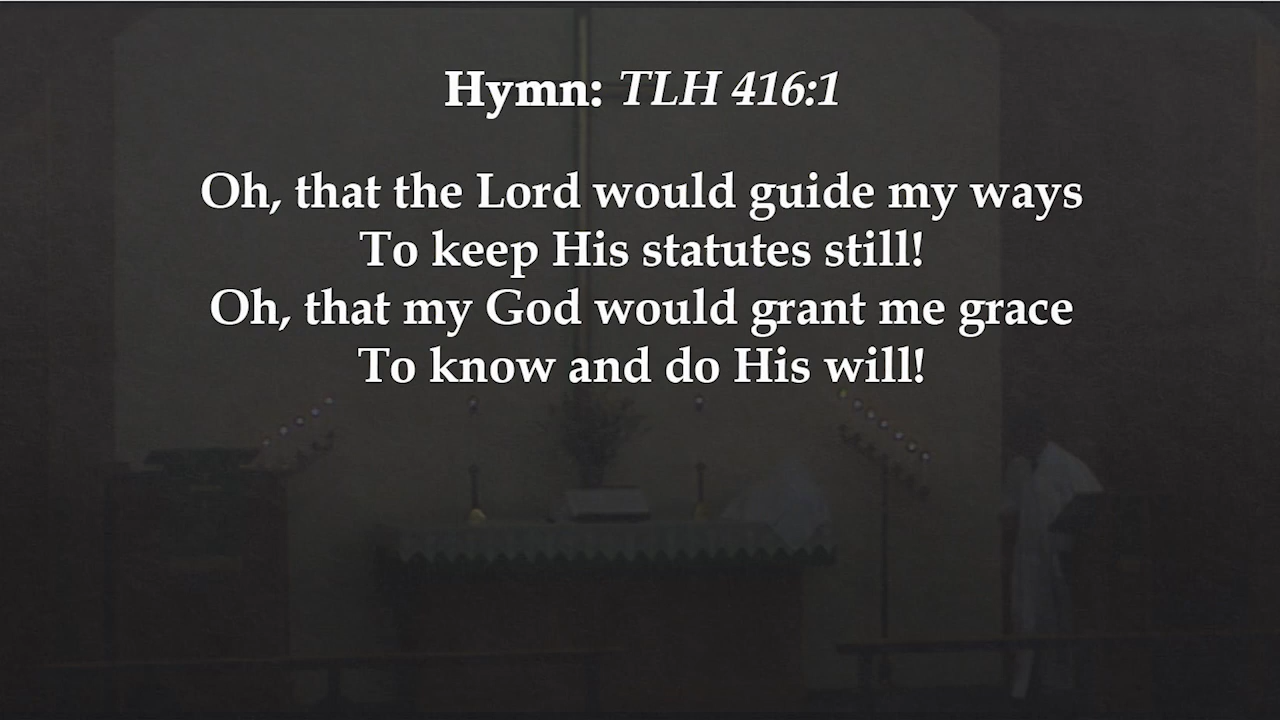 Hymn: TLH 416:1
Oh, that the Lord would guide my ways
To keep His statutes still!
Oh, that my God would grant me grace
To know and do His will!